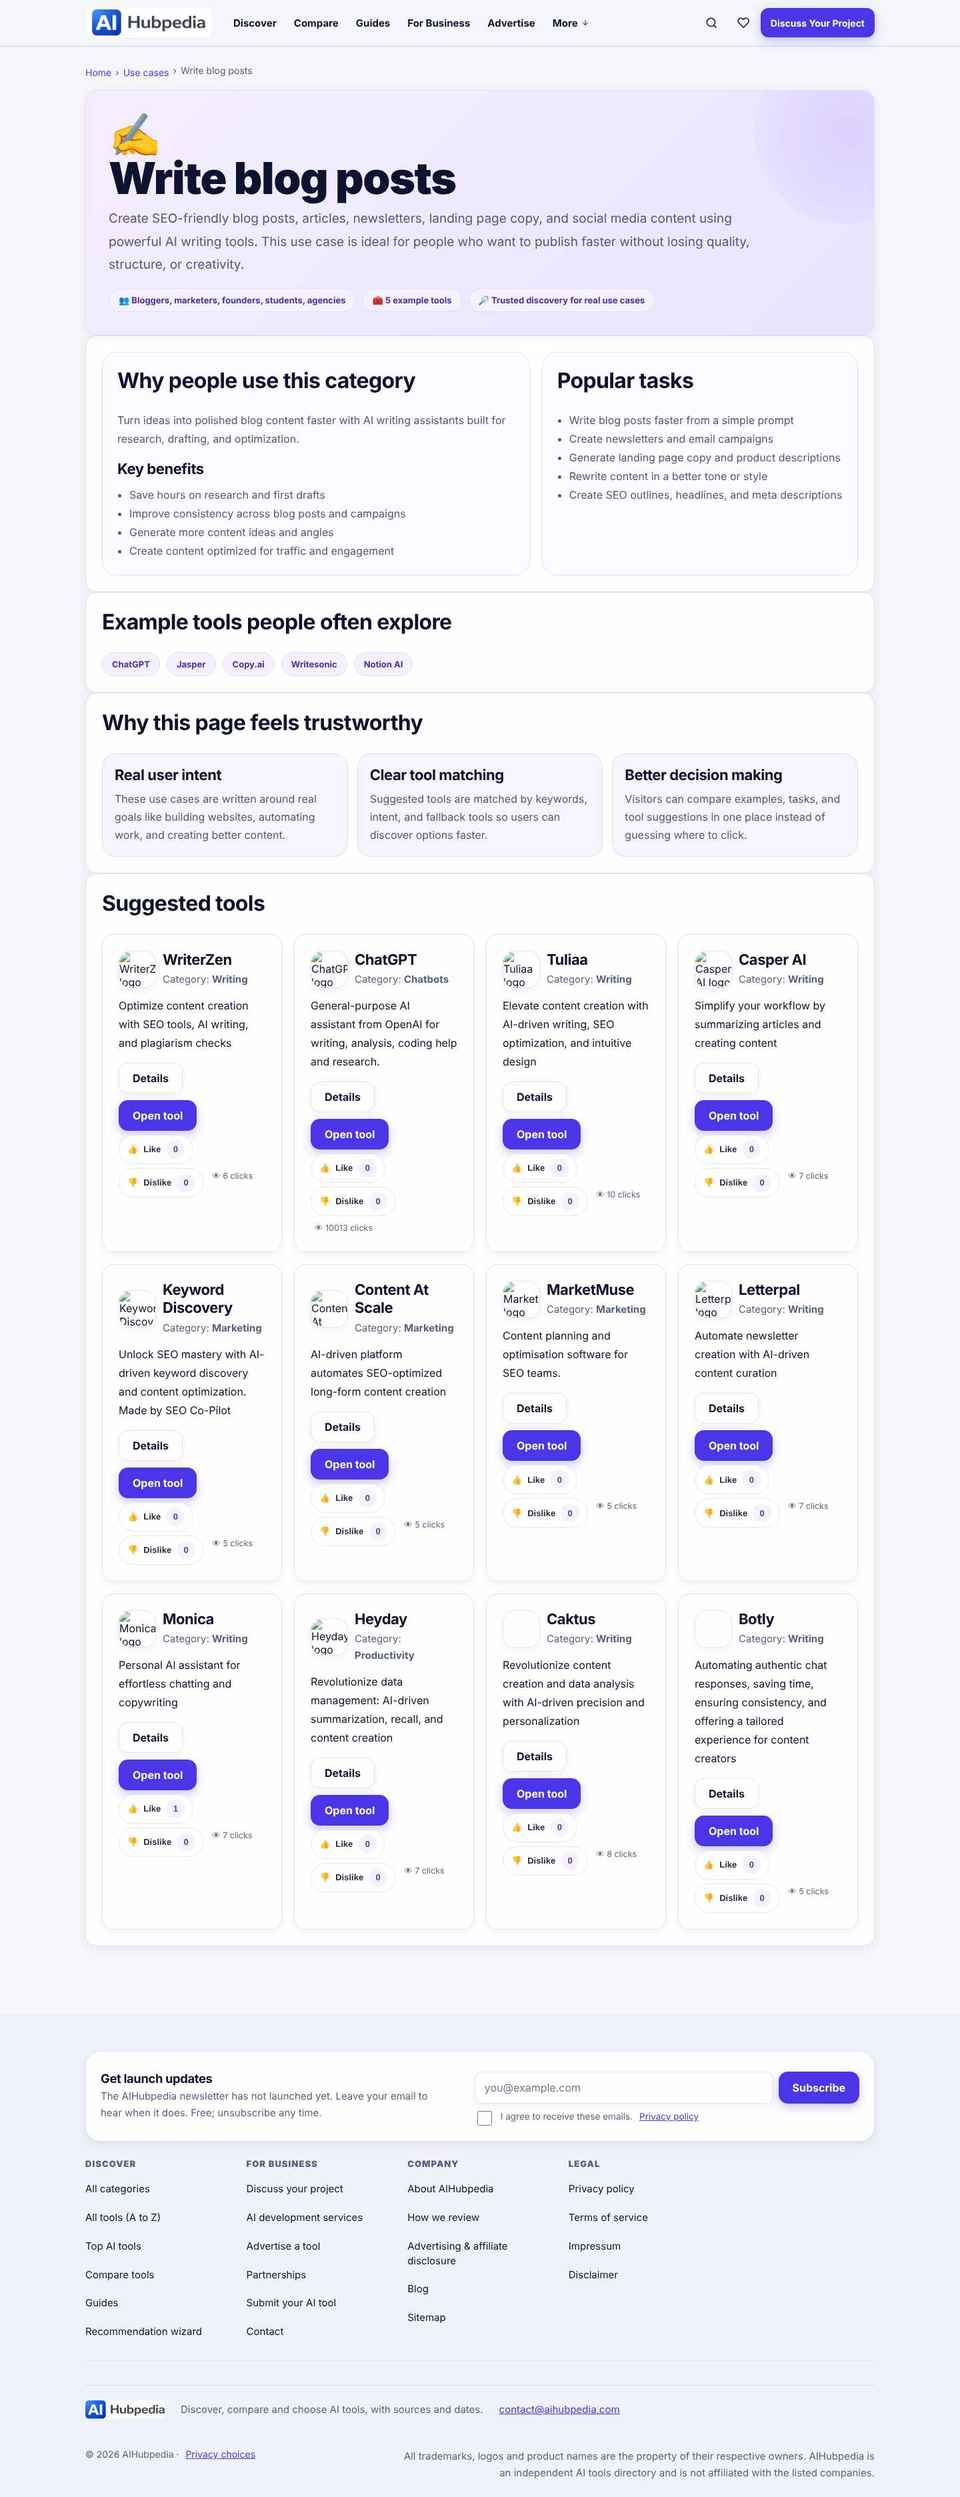 AI Hubpedia
Discover
Compare
Guides
For Business
Advertise
More
Discuss Your Project
Home › Use cases › Write blog posts
Write blog posts
Create SEO-friendly blog posts, articles, newsletters, landing page copy, and social media content using
powerful AI writing tools. This use case is ideal for people who want to publish faster without losing quality,
structure, or creativity.
Bloggers, marketers, founders, students, agencies
5 example tools
Trusted discovery for real use cases
Why people use this category
Turn ideas into polished blog content faster with AI writing assistants built for
research, drafting, and optimization.
Key benefits
• Save hours on research and first drafts
• Improve consistency across blog posts and campaigns
• Generate more content ideas and angles
• Create content optimized for traffic and engagement
Popular tasks
• Write blog posts faster from a simple prompt
• Create newsletters and email campaigns
• Generate landing page copy and product descriptions
• Rewrite content in a better tone or style
• Create SEO outlines, headlines, and meta descriptions
Example tools people often explore
ChatGPT
Jasper
Copy.ai
Writesonic
Notion AI
Why this page feels trustworthy
Real user intent
These use cases are written around real
goals like building websites, automating
work, and creating better content.
Clear tool matching
Suggested tools are matched by keywords,
intent, and fallback tools so users can
discover options faster.
Better decision making
Visitors can compare examples, tasks, and
tool suggestions in one place instead of
guessing where to click.
Suggested tools
WriterZ
logo
WriterZen
Category: Writing
Optimize content creation
with SEO tools, AI writing,
and plagiarism checks
Details
Open tool
Like 0
Dislike 0
6 clicks
ChatGP
logo
ChatGPT
Category: Chatbots
General-purpose AI
assistant from OpenAI for
writing, analysis, coding help
and research.
Details
Open tool
Like 0
Dislike 0
10013 clicks
Tuliaa
logo
Tuliaa
Category: Writing
Elevate content creation with
AI-driven writing, SEO
optimization, and intuitive
design
Details
Open tool
Like 0
Dislike 0
10 clicks
Casper
AI logo
Casper AI
Category: Writing
Simplify your workflow by
summarizing articles and
creating content
Details
Open tool
Like 0
Dislike 0
7 clicks
Keywor
Discov
Keyword
Discovery
Category: Marketing
Unlock SEO mastery with AI-
driven keyword discovery
and content optimization.
Made by SEO Co-Pilot
Details
Open tool
Like 0
Dislike 0
5 clicks
Conten
At
Content At
Scale
Category: Marketing
AI-driven platform
automates SEO-optimized
long-form content creation
Details
Open tool
Like 0
Dislike 0
5 clicks
Market
logo
MarketMuse
Category: Marketing
Content planning and
optimisation software for
SEO teams.
Details
Open tool
Like 0
Dislike 0
5 clicks
Letterp
logo
Letterpal
Category: Writing
Automate newsletter
creation with AI-driven
content curation
Details
Open tool
Like 0
Dislike 0
7 clicks
Monica
logo
Monica
Category: Writing
Personal AI assistant for
effortless chatting and
copywriting
Details
Open tool
Like 1
Dislike 0
7 clicks
Heyday
logo
Heyday
Category:
Productivity
Revolutionize data
management: AI-driven
summarization, recall, and
content creation
Details
Open tool
Like 0
Dislike 0
7 clicks
Caktus
Category: Writing
Revolutionize content
creation and data analysis
with AI-driven precision and
personalization
Details
Open tool
Like 0
Dislike 0
8 clicks
Botly
Category: Writing
Automating authentic chat
responses, saving time,
ensuring consistency, and
offering a tailored
experience for content
creators
Details
Open tool
Like 0
Dislike 0
5 clicks
Get launch updates
The AIHubpedia newsletter has not launched yet. Leave your email to
hear when it does. Free; unsubscribe any time.
you@example.com
Subscribe
I agree to receive these emails. Privacy policy
DISCOVER
All categories
All tools (A to Z)
Top AI tools
Compare tools
Guides
Recommendation wizard
FOR BUSINESS
Discuss your project
AI development services
Advertise a tool
Partnerships
Submit your AI tool
Contact
COMPANY
About AIHubpedia
How we review
Advertising & affiliate
disclosure
Blog
Sitemap
LEGAL
Privacy policy
Terms of service
Impressum
Disclaimer
AI Hubpedia
Discover, compare and choose AI tools, with sources and dates.
contact@aihubpedia.com
© 2026 AIHubpedia · Privacy choices
All trademarks, logos and product names are the property of their respective owners. AIHubpedia is
an independent AI tools directory and is not affiliated with the listed companies.